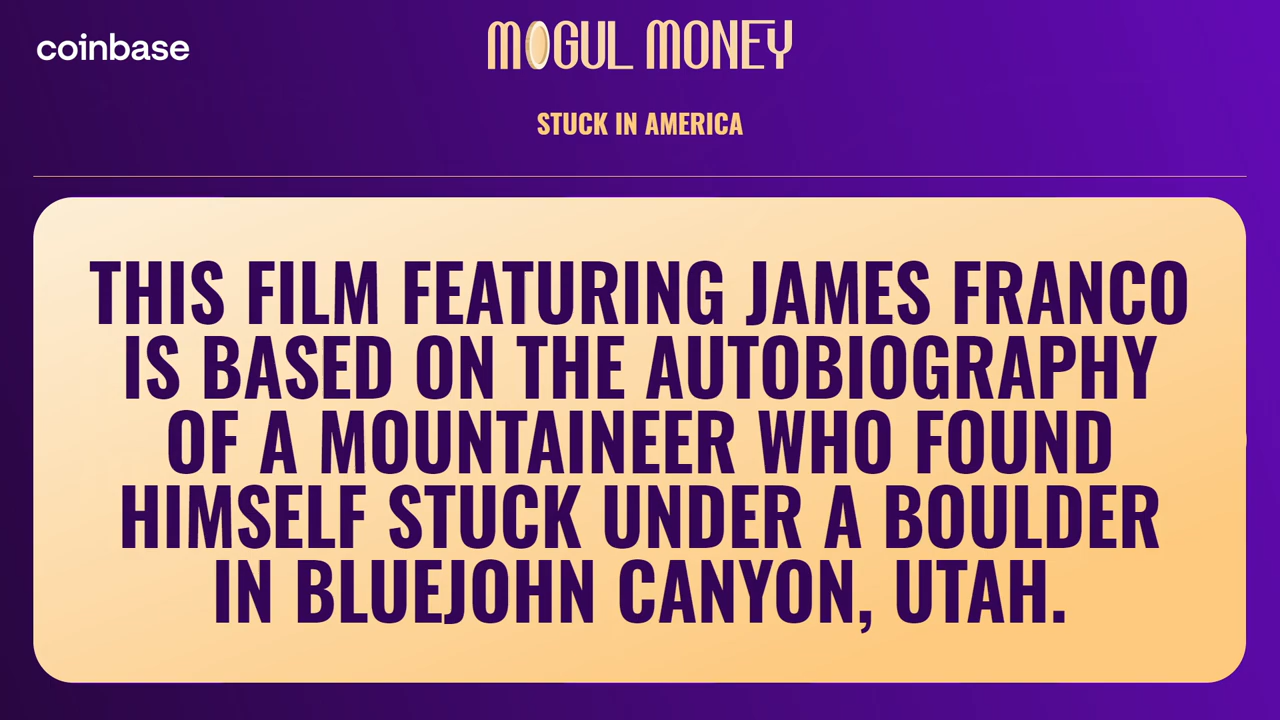 coinbase
MOGUL MONEY
STUCK IN AMERICA
THIS FILM FEATURING JAMES FRANCO
IS BASED ON THE AUTOBIOGRAPHY
OF A MOUNTAINEER WHO FOUND
HIMSELF STUCK UNDER A BOULDER
IN BLUEJOHN CANYON, UTAH.